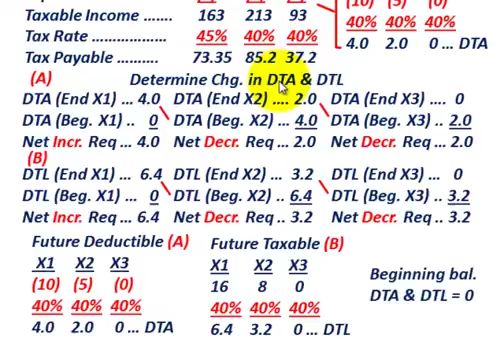 (10) (5) (0)
Taxable Income ....... 163 213 93
40% 40% 40%
Tax Rate .................. 45% 40% 40%
4.0 2.0 0 ... DTA
Tax Payable .......... 73.35 85.2 37.2
(A) Determine Chg. in DTA & DTL
DTA (End X1) ... 4.0 DTA (End X2) .... 2.0 DTA (End X3) ... 0
DTA (Beg. X1) .. 0 DTA (Beg. X2) ... 4.0 DTA (Beg. X3) .. 2.0
Net Incr. Req ... 4.0 Net Decr. Req ... 2.0 Net Decr. Req ... 2.0
(B)
DTL (End X1) ... 6.4 DTL (End X2) ... 3.2 DTL (End X3) ... 0
DTL (Beg. X1) ... 0 DTL (Beg. X2) .. 6.4 DTL (Beg. X3) .. 3.2
Net Incr. Req ... 6.4 Net Decr. Req .. 3.2 Net Decr. Req .. 3.2
Future Deductible (A) Future Taxable (B)
X1 X2 X3 X1 X2 X3
(10) (5) (0) 16 8 0
Beginning bal.
40% 40% 40% 40% 40% 40%
DTA & DTL = 0
4.0 2.0 0 ... DTA 6.4 3.2 0 ... DTL